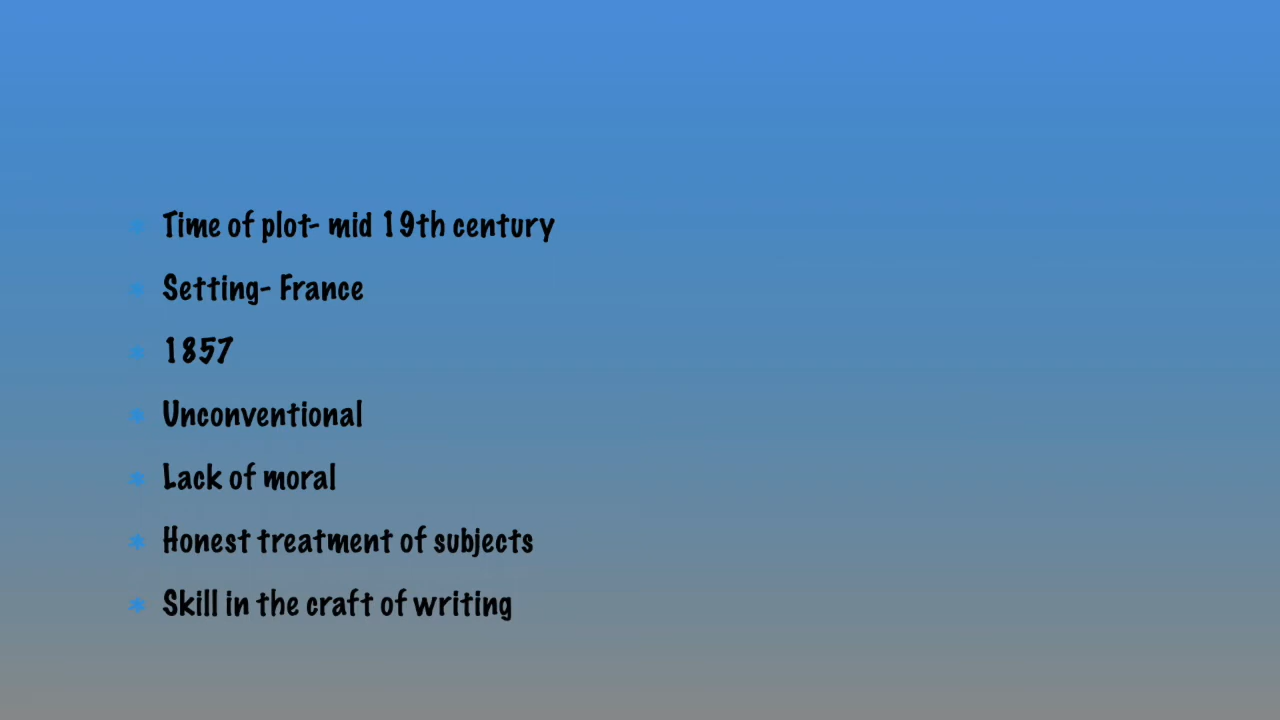 Time of plot- mid 19th century
Setting- France
1857
Unconventional
Lack of moral
Honest treatment of subjects
Skill in the craft of writing